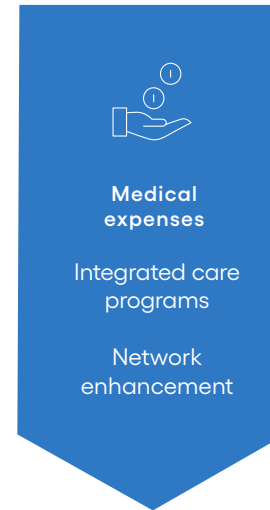 Medical
expenses
Integrated care
programs
Network
enhancement